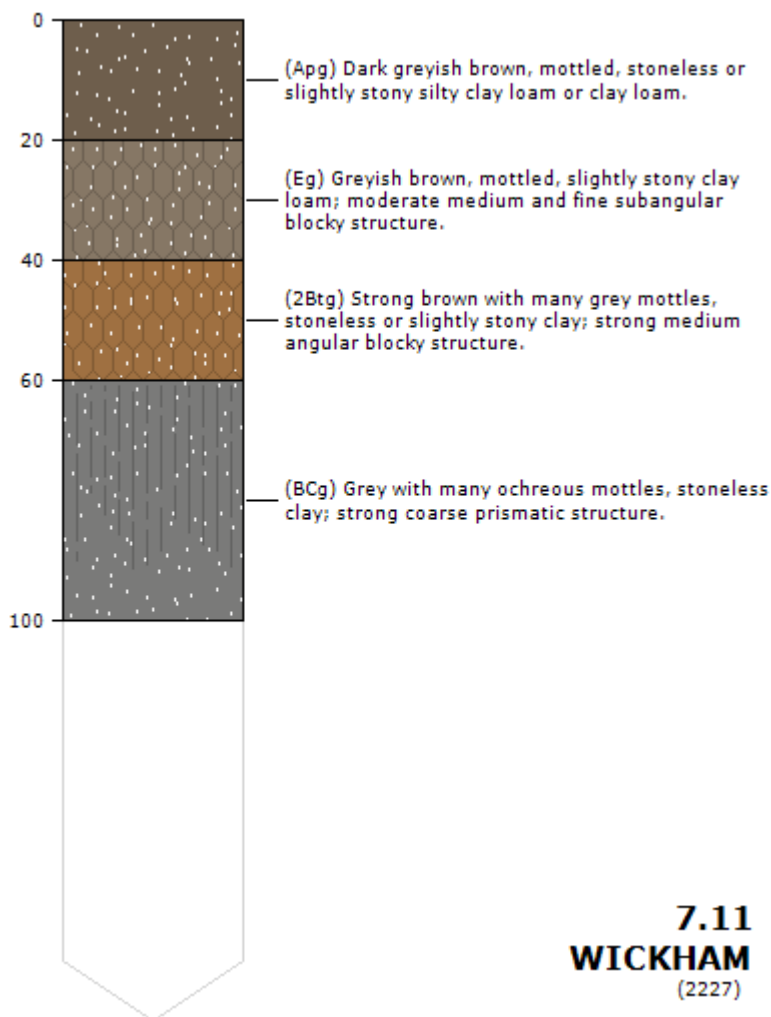 0
(Apg) Dark greyish brown, mottled, stoneless or
slightly stony silty clay loam or clay loam.
20
(Eg) Greyish brown, mottled, slightly stony clay
loam; moderate medium and fine subangular
blocky structure.
40
(2Btg) Strong brown with many grey mottles,
stoneless or slightly stony clay; strong medium
angular blocky structure.
60
(BCg) Grey with many ochreous mottles, stoneless
clay; strong coarse prismatic structure.
100
7.11
WICKHAM
(2227)